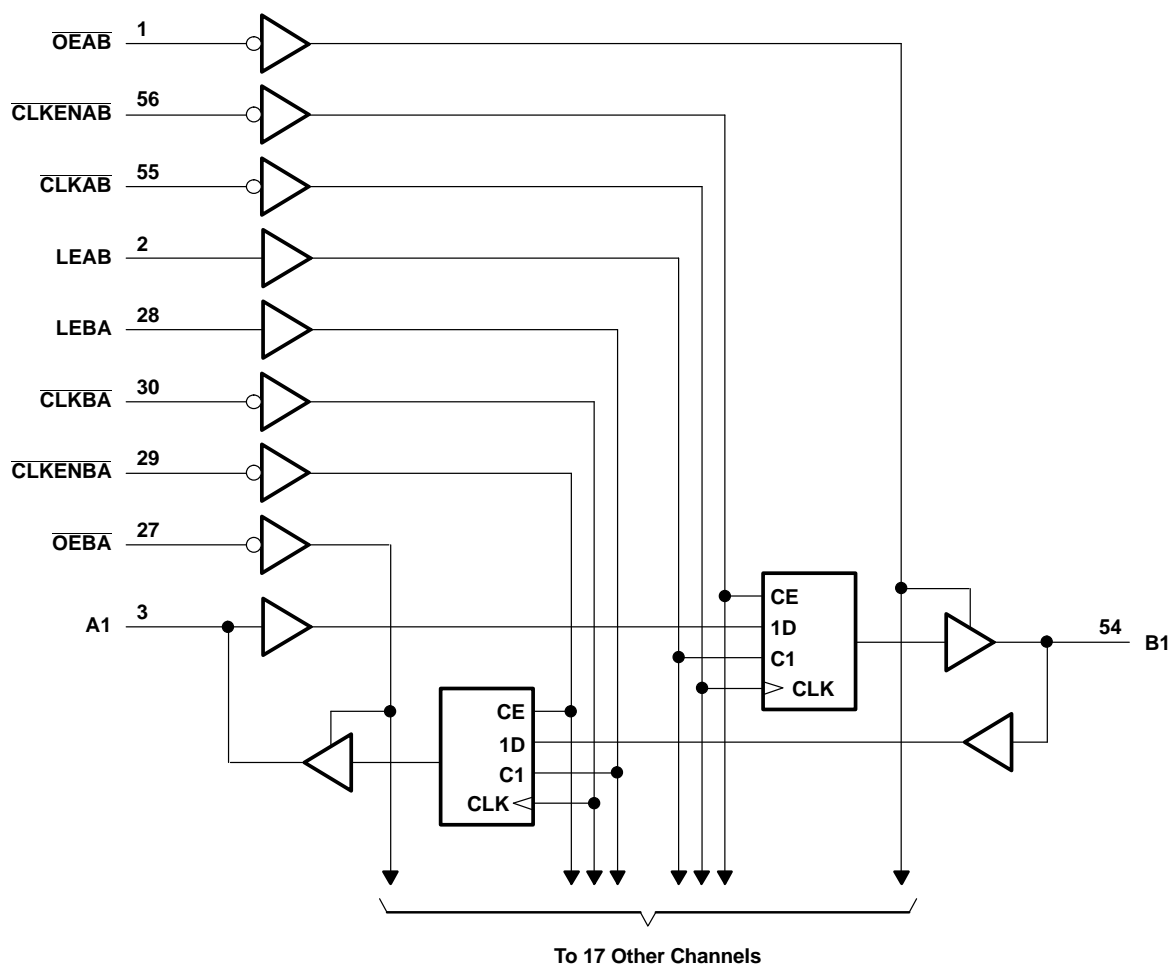 OEAB 1
CLKENAB 56
CLKAB 55
LEAB 2
LEBA 28
CLKBA 30
CLKENBA 29
OEBA 27
A1 3
CE
1D
C1
CLK
54 B1
CE
1D
C1
CLK
To 17 Other Channels